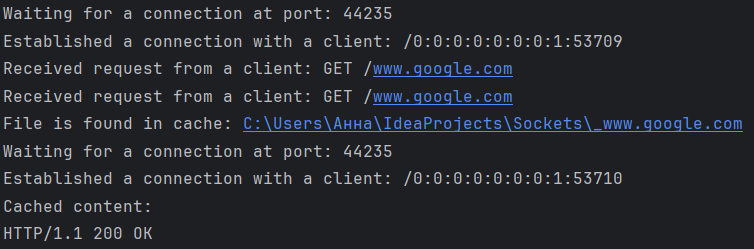 Waiting for a connection at port: 44235
Established a connection with a client: /0:0:0:0:0:0:0:1:53709
Received request from a client: GET /www.google.com
Received request from a client: GET /www.google.com
File is found in cache: C:\Users\Анна\IdeaProjects\Sockets\_www.google.com
Waiting for a connection at port: 44235
Established a connection with a client: /0:0:0:0:0:0:0:1:53710
Cached content:
HTTP/1.1 200 OK